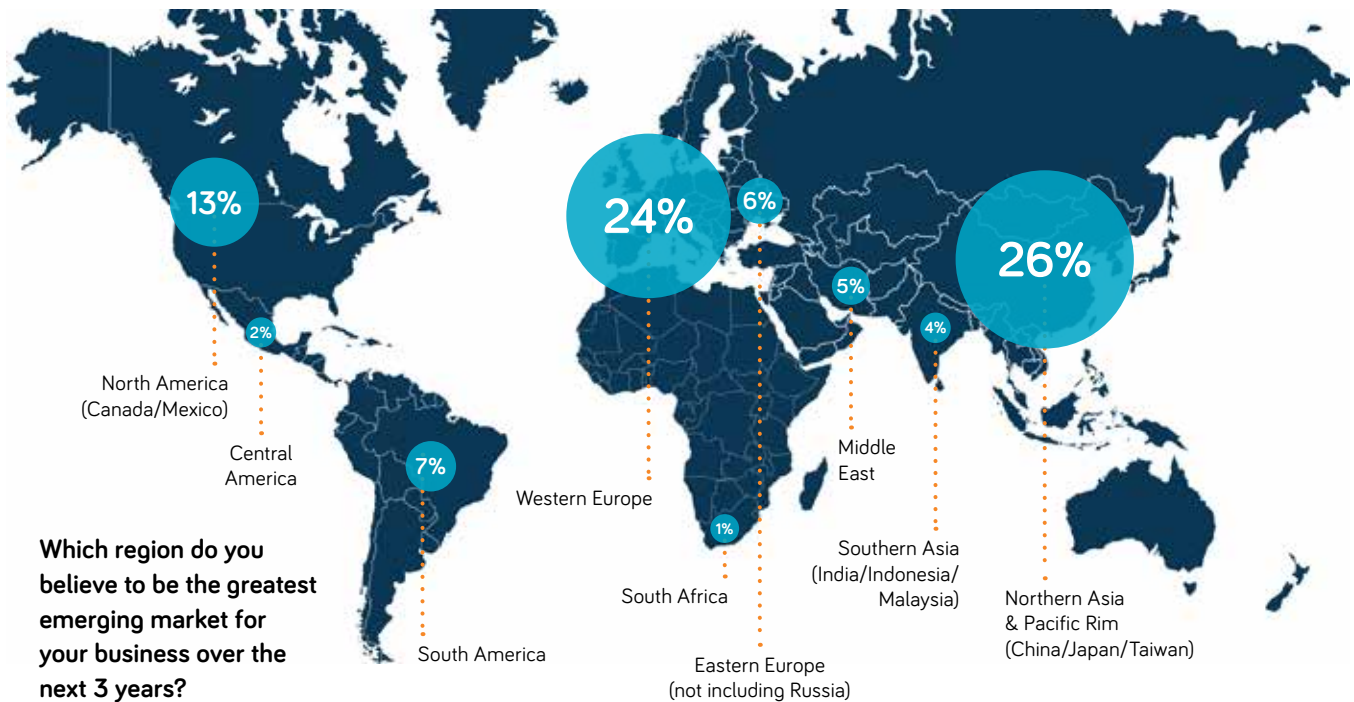 13%
North America
(Canada/Mexico)
2%
Central
America
7%
South America
24%
Western Europe
6%
Eastern Europe
(not including Russia)
1%
South Africa
5%
Middle
East
4%
Southern Asia
(India/Indonesia/
Malaysia)
26%
Northern Asia
& Pacific Rim
(China/Japan/Taiwan)
Which region do you
believe to be the greatest
emerging market for
your business over the
next 3 years?